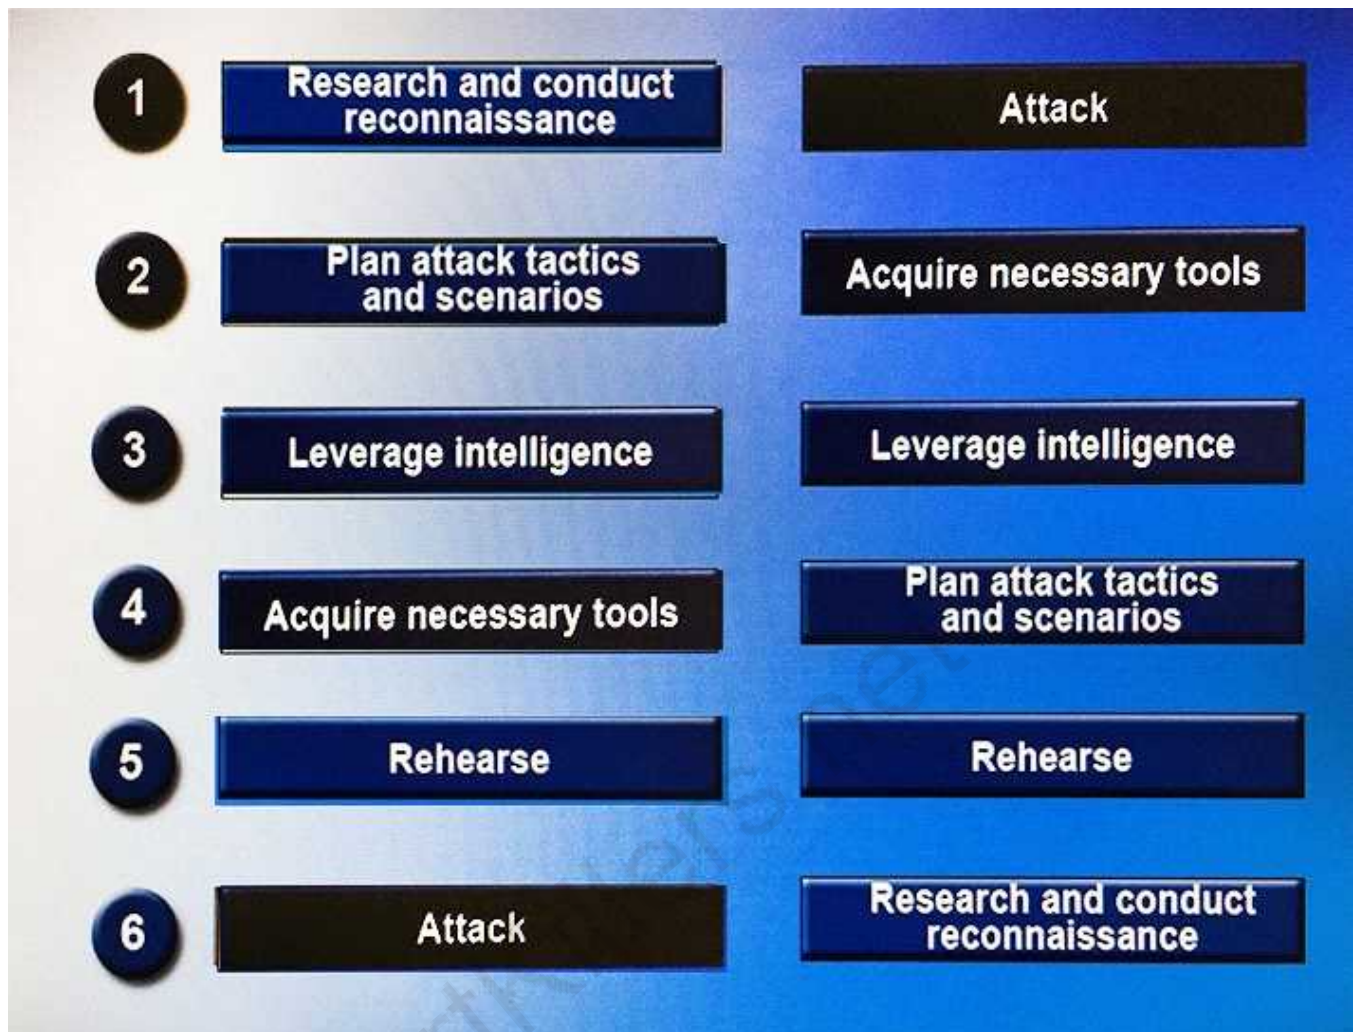 1
Research and conduct
reconnaissance
Attack
2
Plan attack tactics
and scenarios
Acquire necessary tools
3
Leverage intelligence
Leverage intelligence
4
Acquire necessary tools
Plan attack tactics
and scenarios
5
Rehearse
Rehearse
6
Attack
Research and conduct
reconnaissance